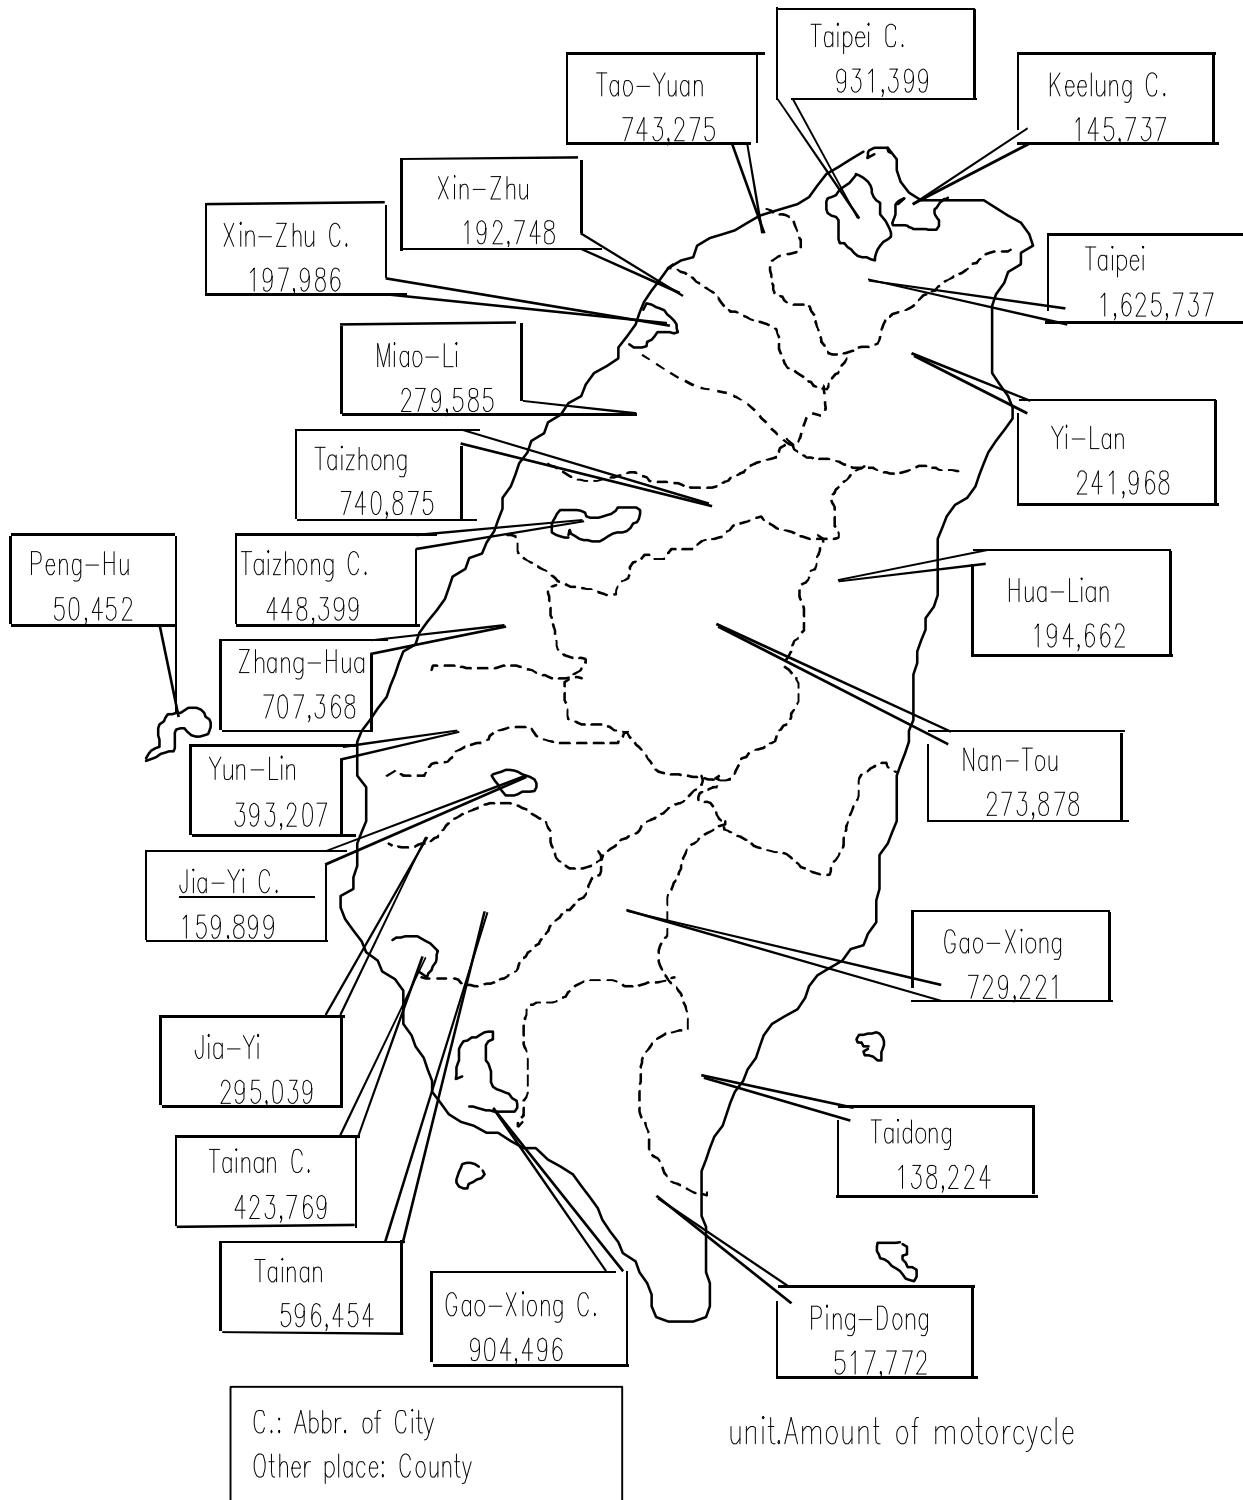 Taipei C.
931,399
Tao-Yuan
743,275
Keelung C.
145,737
Xin-Zhu
192,748
Xin-Zhu C.
197,986
Taipei
1,625,737
Miao-Li
279,585
Yi-Lan
241,968
Taizhong
740,875
Taizhong C.
448,399
Peng-Hu
50,452
Hua-Lian
194,662
Zhang-Hua
707,368
Nan-Tou
273,878
Yun-Lin
393,207
Jia-Yi C.
159,899
Gao-Xiong
729,221
Jia-Yi
295,039
Taidong
138,224
Tainan C.
423,769
Tainan
596,454
Gao-Xiong C.
904,496
Ping-Dong
517,772
C.: Abbr. of City
Other place: County
unit.Amount of motorcycle